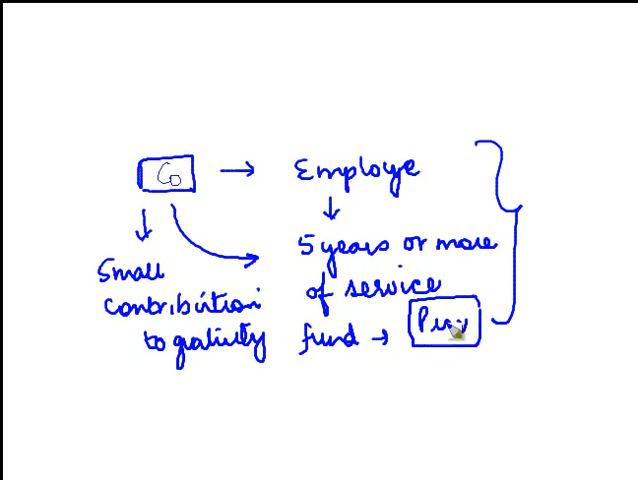 Co → Employe
↓ ↓
5 years or more
Small
of service
contribution
to gratuity fund →